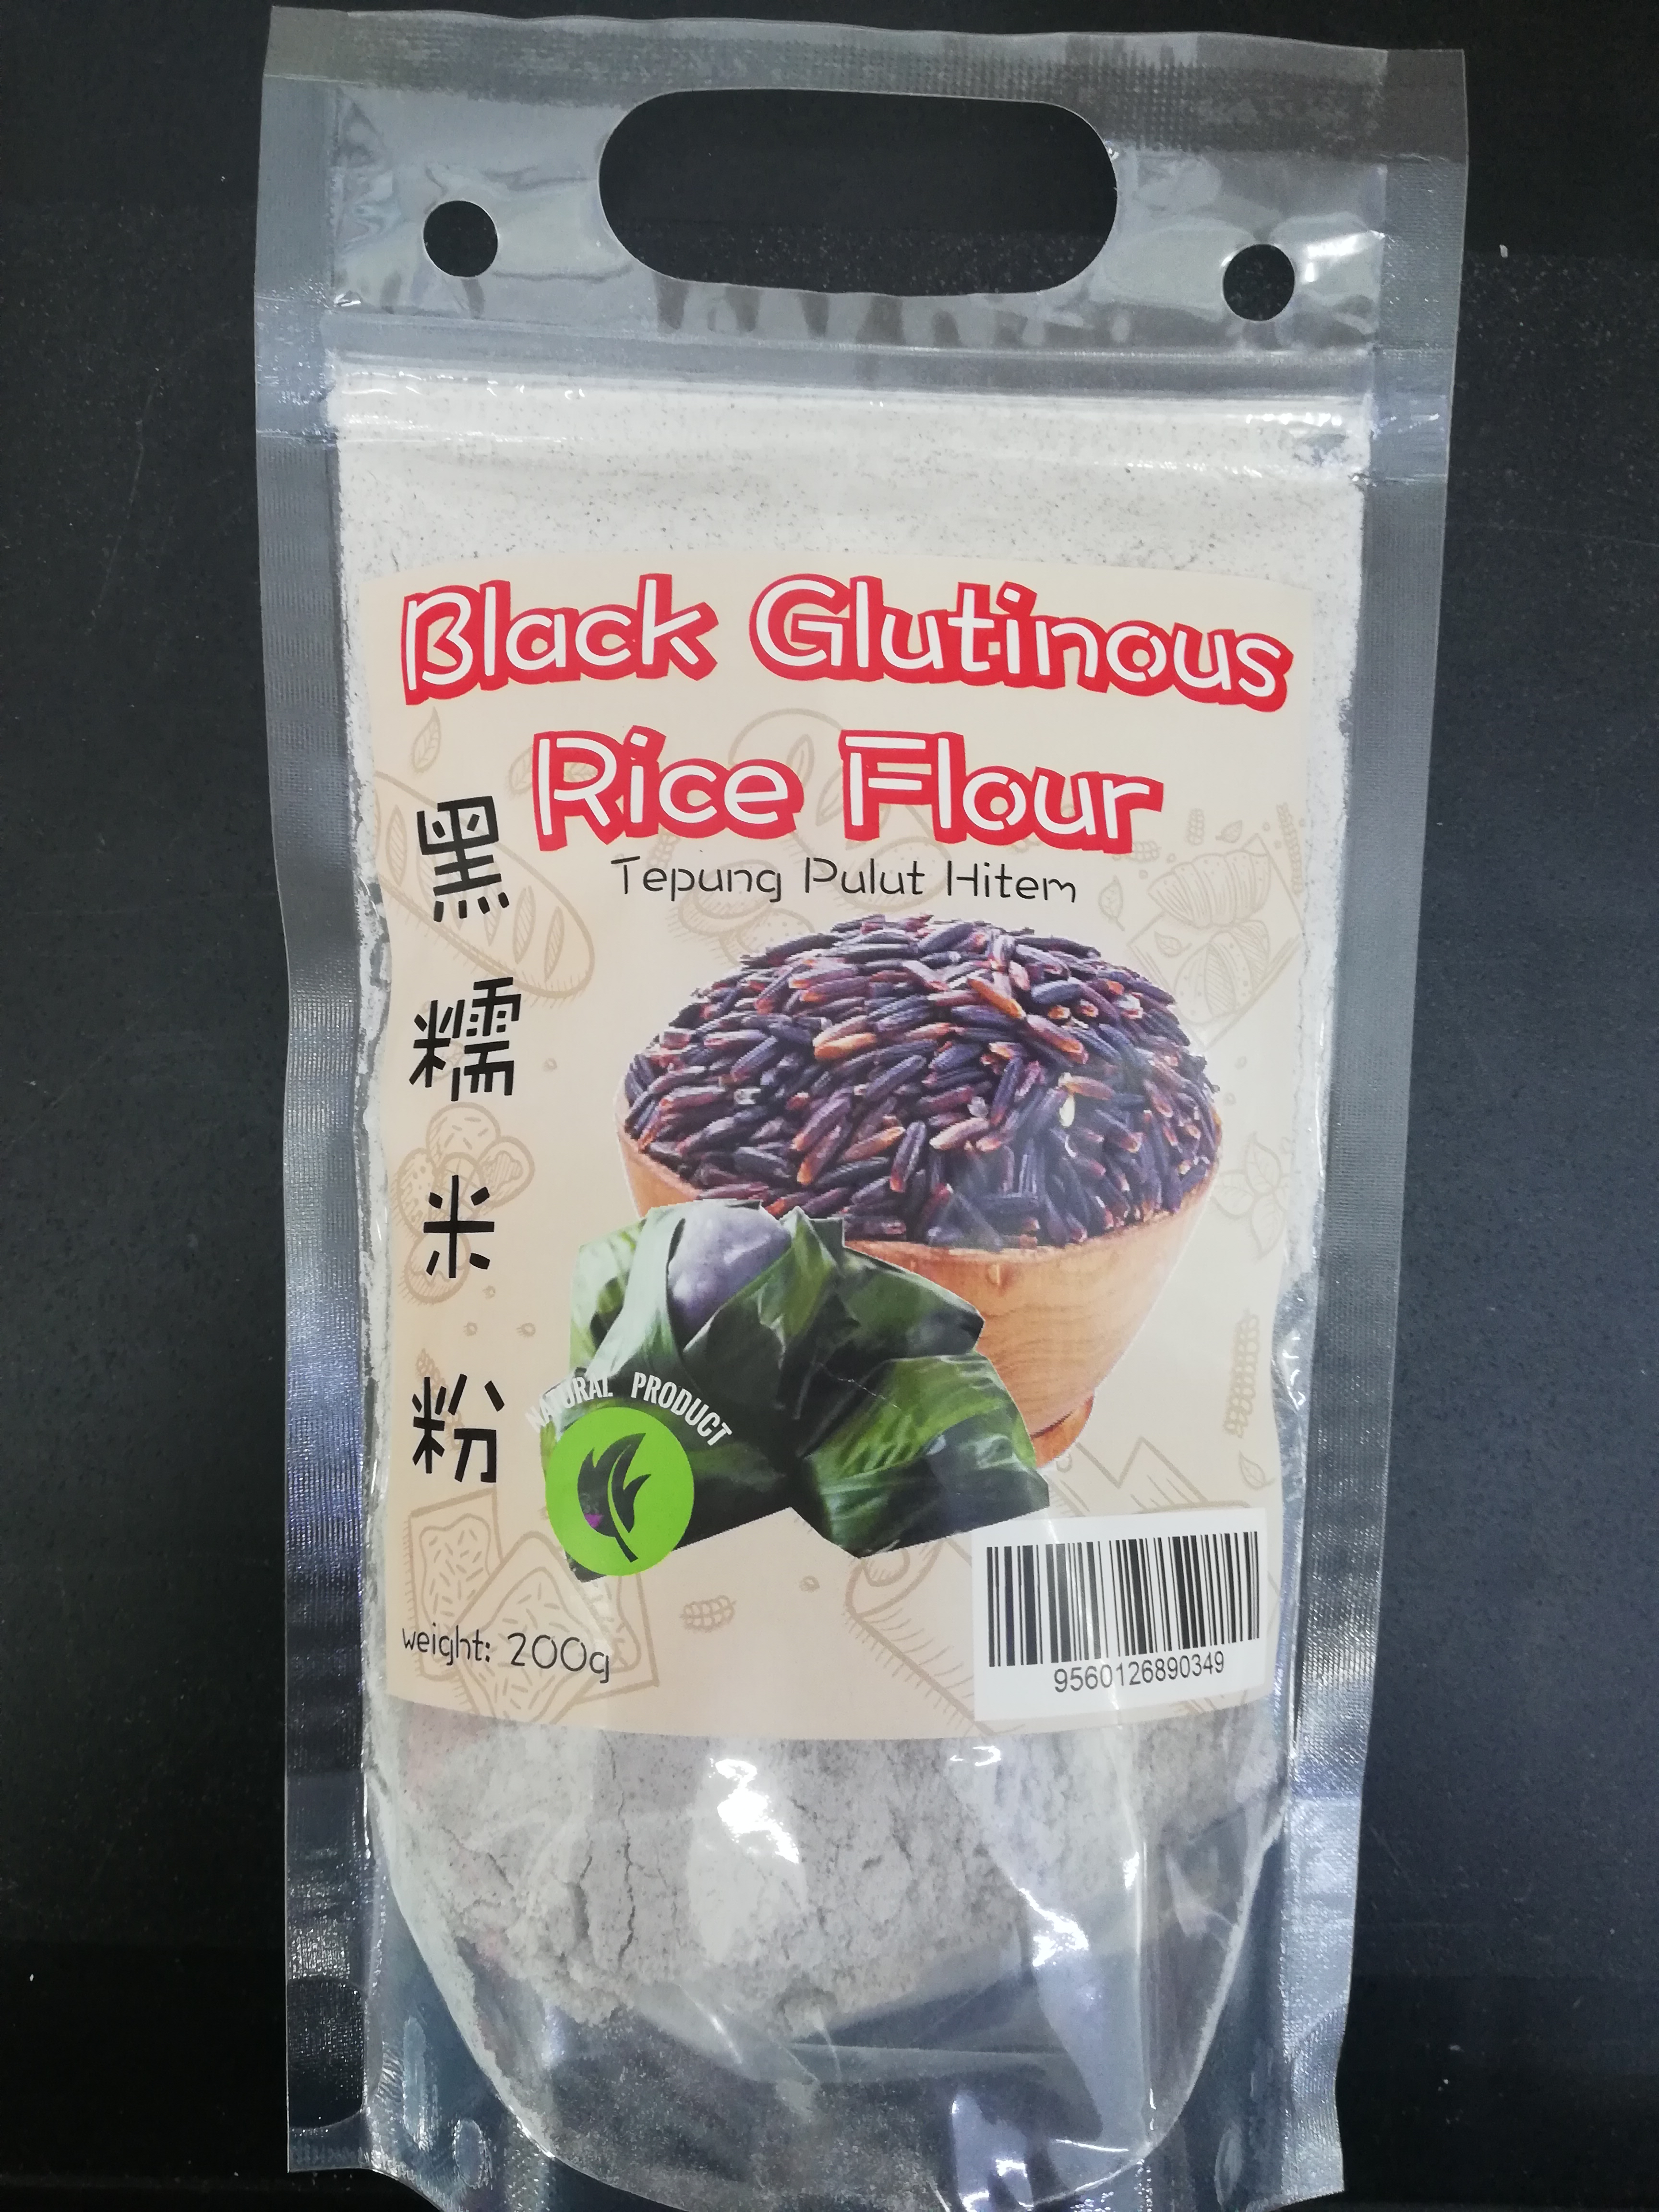 Black Glutinous
Rice Flour
Tepung Pulut Hitem
黑糯米粉
NATURAL PRODUCT
weight: 200g
9560126890349